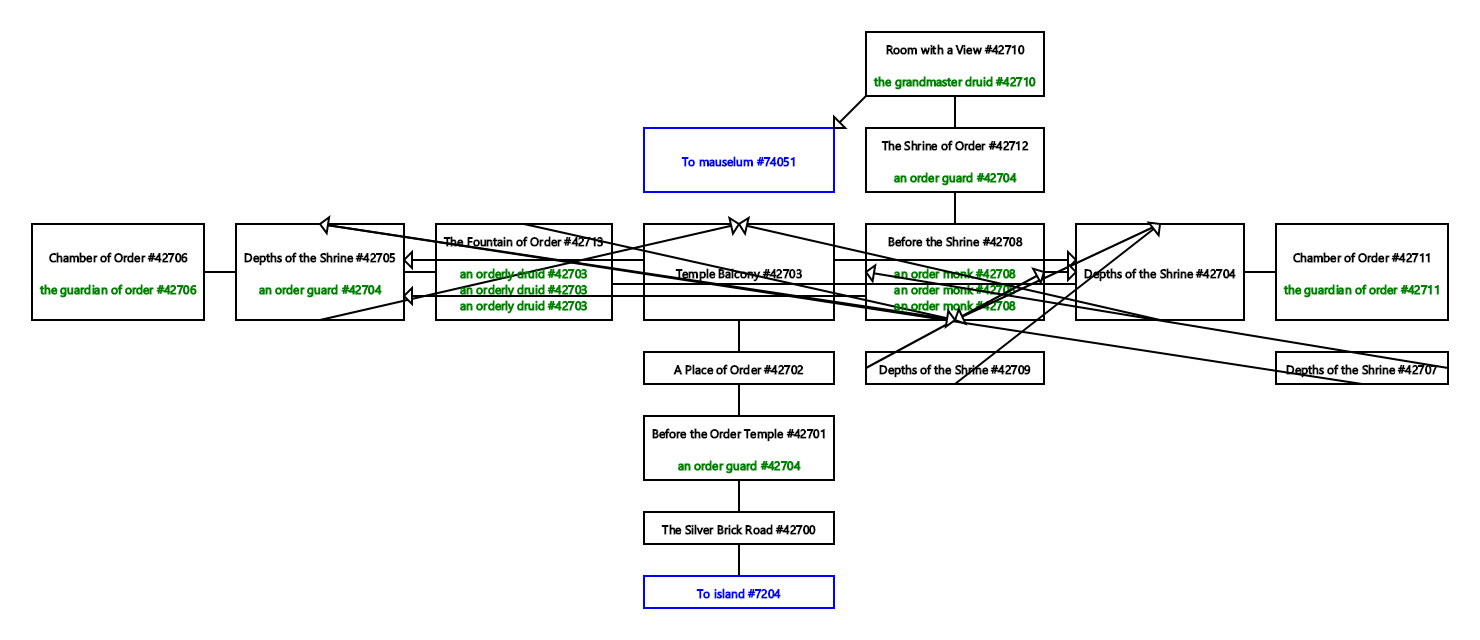 Room with a View #42710
the grandmaster druid #42710
To mauselum #74051
The Shrine of Order #42712
an order guard #42704
Chamber of Order #42706
the guardian of order #42706
Depths of the Shrine #42705
an order guard #42704
The Fountain of Order #42713
an orderly druid #42703
an orderly druid #42703
an orderly druid #42703
Temple Balcony #42703
Before the Shrine #42708
an order monk #42708
an order monk #42708
an order monk #42708
Depths of the Shrine #42704
Chamber of Order #42711
the guardian of order #42711
A Place of Order #42702
Depths of the Shrine #42709
Depths of the Shrine #42707
Before the Order Temple #42701
an order guard #42704
The Silver Brick Road #42700
To island #7204